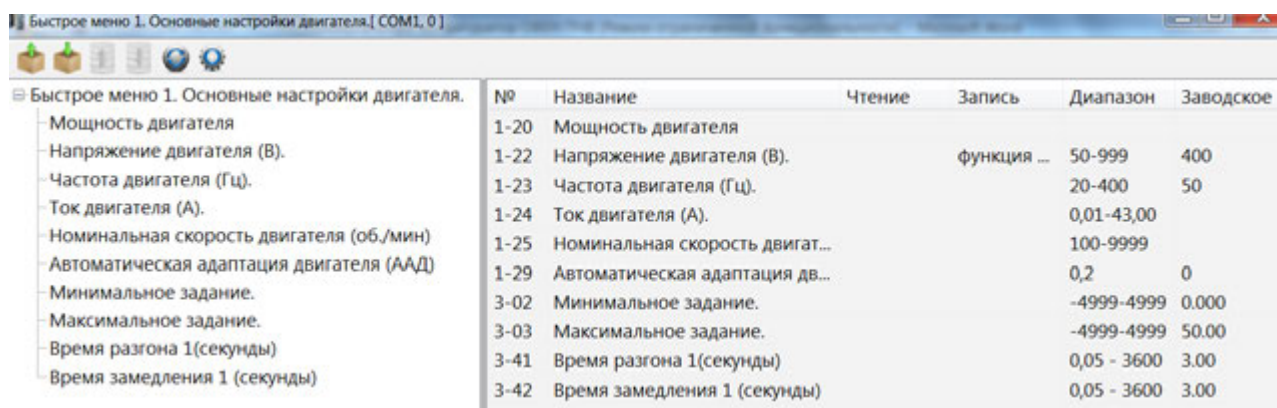 Быстрое меню 1. Основные настройки двигателя.[ COM1, 0 ]
Быстрое меню 1. Основные настройки двигателя.
Мощность двигателя
Напряжение двигателя (В).
Частота двигателя (Гц).
Ток двигателя (А).
Номинальная скорость двигателя (об./мин)
Автоматическая адаптация двигателя (ААД)
Минимальное задание.
Максимальное задание.
Время разгона 1(секунды)
Время замедления 1 (секунды)
№ Название Чтение Запись Диапазон Заводское
1-20 Мощность двигателя
1-22 Напряжение двигателя (В). функция ... 50-999 400
1-23 Частота двигателя (Гц). 20-400 50
1-24 Ток двигателя (А). 0,01-43,00
1-25 Номинальная скорость двигат... 100-9999
1-29 Автоматическая адаптация дв... 0,2 0
3-02 Минимальное задание. -4999-4999 0.000
3-03 Максимальное задание. -4999-4999 50.00
3-41 Время разгона 1(секунды) 0,05 - 3600 3.00
3-42 Время замедления 1 (секунды) 0,05 - 3600 3.00